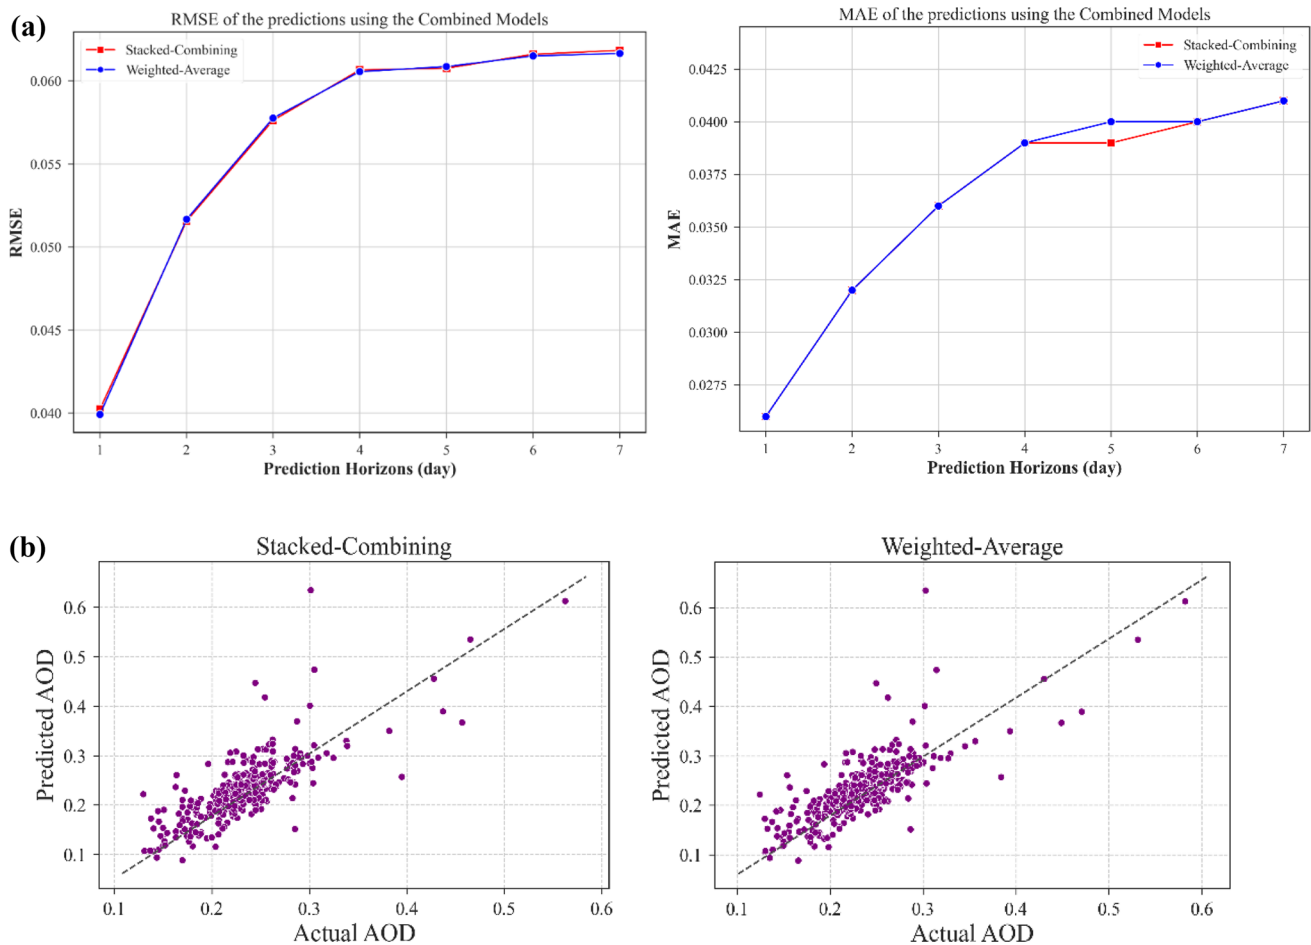 (a)
RMSE of the predictions using the Combined Models
Stacked-Combining
Weighted-Average
0.060
0.055
0.050
0.045
0.040
RMSE
1 2 3 4 5 6 7
Prediction Horizons (day)
MAE of the predictions using the Combined Models
Stacked-Combining
Weighted-Average
0.0425
0.0400
0.0375
0.0350
0.0325
0.0300
0.0275
MAE
1 2 3 4 5 6 7
Prediction Horizons (day)
(b)
Stacked-Combining
0.6
0.5
0.4
0.3
0.2
0.1
Predicted AOD
0.1 0.2 0.3 0.4 0.5 0.6
Actual AOD
Weighted-Average
0.6
0.5
0.4
0.3
0.2
0.1
Predicted AOD
0.1 0.2 0.3 0.4 0.5 0.6
Actual AOD